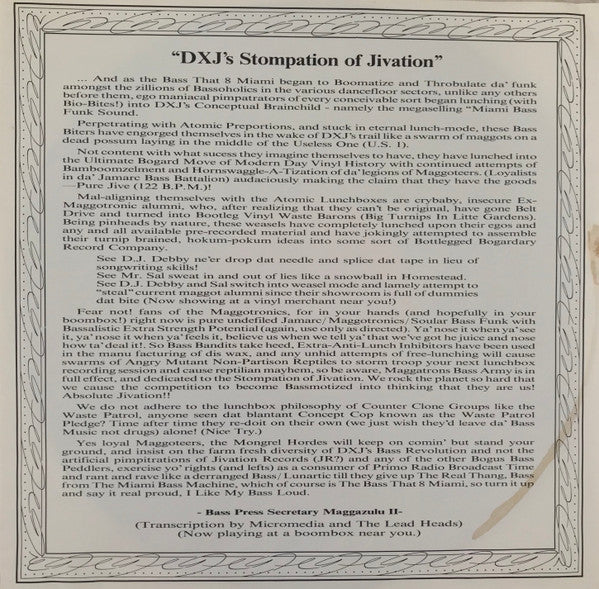 "DXJ's Stompation of Jivation"
... And as the Bass That 8 Miami began to Boomatize and Throbulate da' funk
amongst the zillions of Bassoholics in the various dancefloor sectors, unlike any others
before them, ego maniacal pimpatrators of every conceivable sort began lunching (with
Bio-Bites!) into DXJ's Conceptual Brainchild - namely the megaselling "Miami Bass
Funk Sound.
Perpetrating with Atomic Preportions, and stuck in eternal lunch-mode, these Bass
Biters have engorged themselves in the wake of DXJ's trail like a swarm of maggots on a
dead possum laying in the middle of the Useless One (U.S. 1).
Not content with what sucess they imagine themselves to have, they have lunched into
the Ultimate Bogard Move of Modern Day Vinyl History with continued attempts of
Bamboomzelment and Hornswaggle-A-Tization of da' legions of Maggoteers. (Loyalists
in da' Jamarc Bass Battalion) audaciously making the claim that they have the goods
—Pure Jive (122 B.P.M.)!
Mal-aligning themselves with the Atomic Lunchboxes are crybaby, insecure Ex-
Maggotronic alumni, who, after realizing that they can't be original, have gone Belt
Drive and turned into Bootleg Vinyl Waste Barons (Big Turnips In Litte Gardens).
Being pinheads by nature, these weasels have completely lunched upon their egos and
any and all available pre-recorded material and have jokingly attempted to assemble
their turnip brained, hokum-pokum ideas into some sort of Bottlegged Bogardary
Record Company.
See D.J. Debby ne'er drop dat needle and splice dat tape in lieu of
songwriting skills!
See Mr. Sal sweat in and out of lies like a snowball in Homestead.
See D.J. Debby and Sal switch into weasel mode and lamely attempt to
"steal" current maggot alumni since their showroom is full of dummies
dat bite (Now showing at a vinyl merchant near you!)
Fear not! fans of the Maggotronics, for in your hands (and hopefully in your
boombox!) right now is pure undefiled Jamarc/Maggotronics/Soular Bass Funk with
Bassalistic Extra Strength Potential (again, use only as directed). Ya' nose it when ya' see
it, ya' nose it when ya' feels it, believe us when we tell ya' that we've got he juice and nose
how ta' deal it! So Bass Bandits take heed, Extra-Anti-Lunch Inhibitors have been used
in the manu facturing of dis wax, and any unhid attempts of free-lunching will cause
swarms of Angry Mutant Non-Partison Reptiles to storm troop your next lunchbox
recording session and cause reptilian mayhem, so be aware, Maggatrons Bass Army is in
full effect, and dedicated to the Stompation of Jivation. We rock the planet so hard that
we cause the competition to become Bassmotized into thinking that they are us!
Absolute Jivation!!
We do not adhere to the lunchbox philosophy of Counter Clone Groups like the
Waste Patrol, anyone seen dat blantant Concept Cop known as the Waste Patrol
Pledge? Time after time they re-doit on their own (we just wish they'd leave da' Bass
Music not drugs) alone! (Nice Try.)
Yes loyal Maggoteers, the Mongrel Hordes will keep on comin' but stand your
ground, and insist on the farm fresh diversity of DXJ's Bass Revolution and not the
artificial pimpitrations of Jivation Records (JR?) and any of the other Bogus Bass
Peddlers, exercise yo' rights (and lefts) as a consumer of Primo Radio Broadcast Time
and rant and rave like a derranged Bass/Lunartic till they give up The Real Thang, Bass
from The Miami Bass Machine, which of course is The Bass That 8 Miami, so turn it up
and say it real proud, I Like My Bass Loud.
- Bass Press Secretary Maggazulu II-
(Transcription by Micromedia and The Lead Heads)
(Now playing at a boombox near you.)